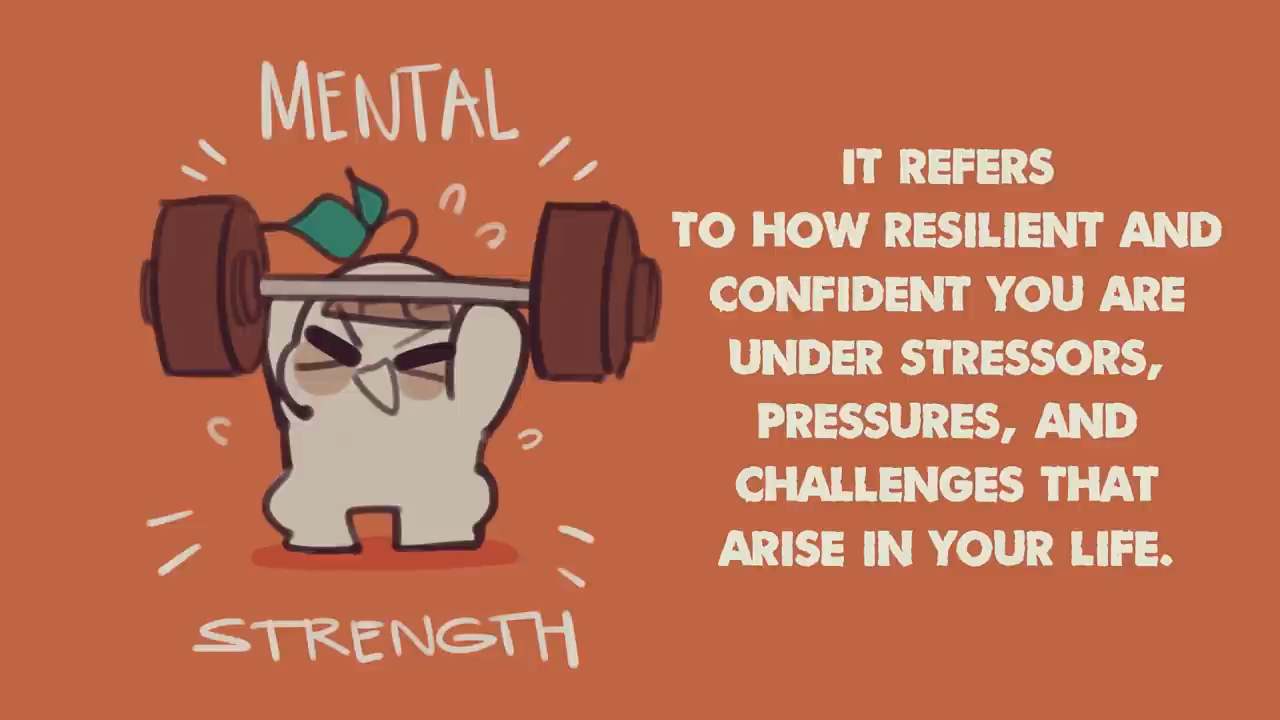 MENTAL
STRENGTH
IT REFERS
TO HOW RESILIENT AND
CONFIDENT YOU ARE
UNDER STRESSORS,
PRESSURES, AND
CHALLENGES THAT
ARISE IN YOUR LIFE.